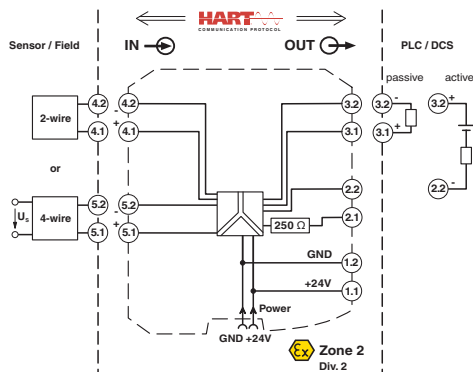 HART
COMMUNICATION PROTOCOL
Sensor / Field
IN
OUT
PLC / DCS
passive
active
2-wire
4.2
4.1
4.2
-
+
4.1
3.2
3.1
3.2
-
+
3.1
3.2
+
-
2.2
or
Us
4-wire
5.2
5.1
5.2
-
+
5.1
2.2
250 Ω
2.1
GND
1.2
+24V
1.1
Power
GND +24V
Ex
Zone 2
Div. 2